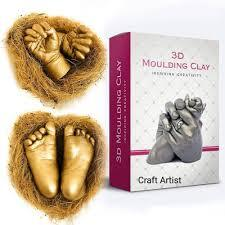 3D
MOULDING CLAY
INSPIRING CREATIVITY
Craft Artist
3D MOULDING CLAY